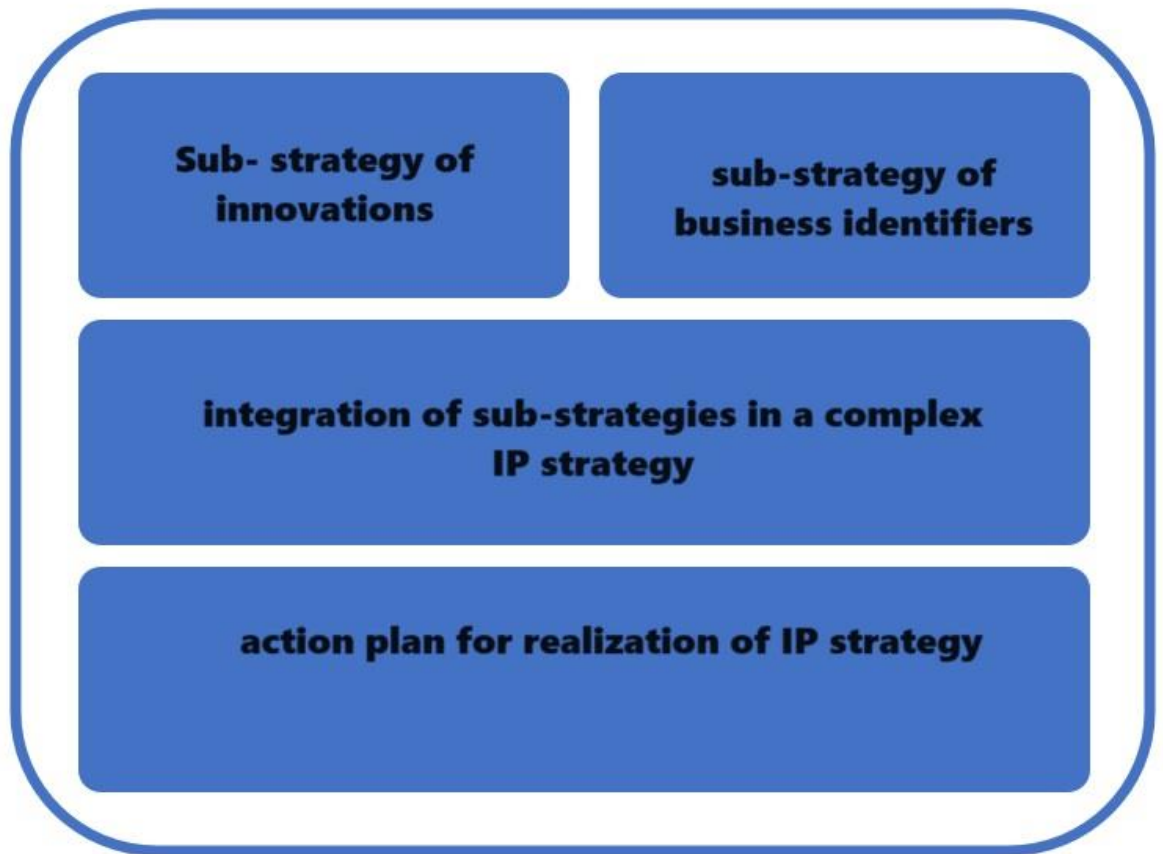 Sub- strategy of
innovations
sub-strategy of
business identifiers
integration of sub-strategies in a complex
IP strategy
action plan for realization of IP strategy